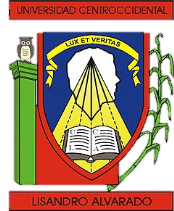 UNIVERSIDAD CENTROCCIDENTAL
LUX ET VERITAS
LISANDRO ALVARADO